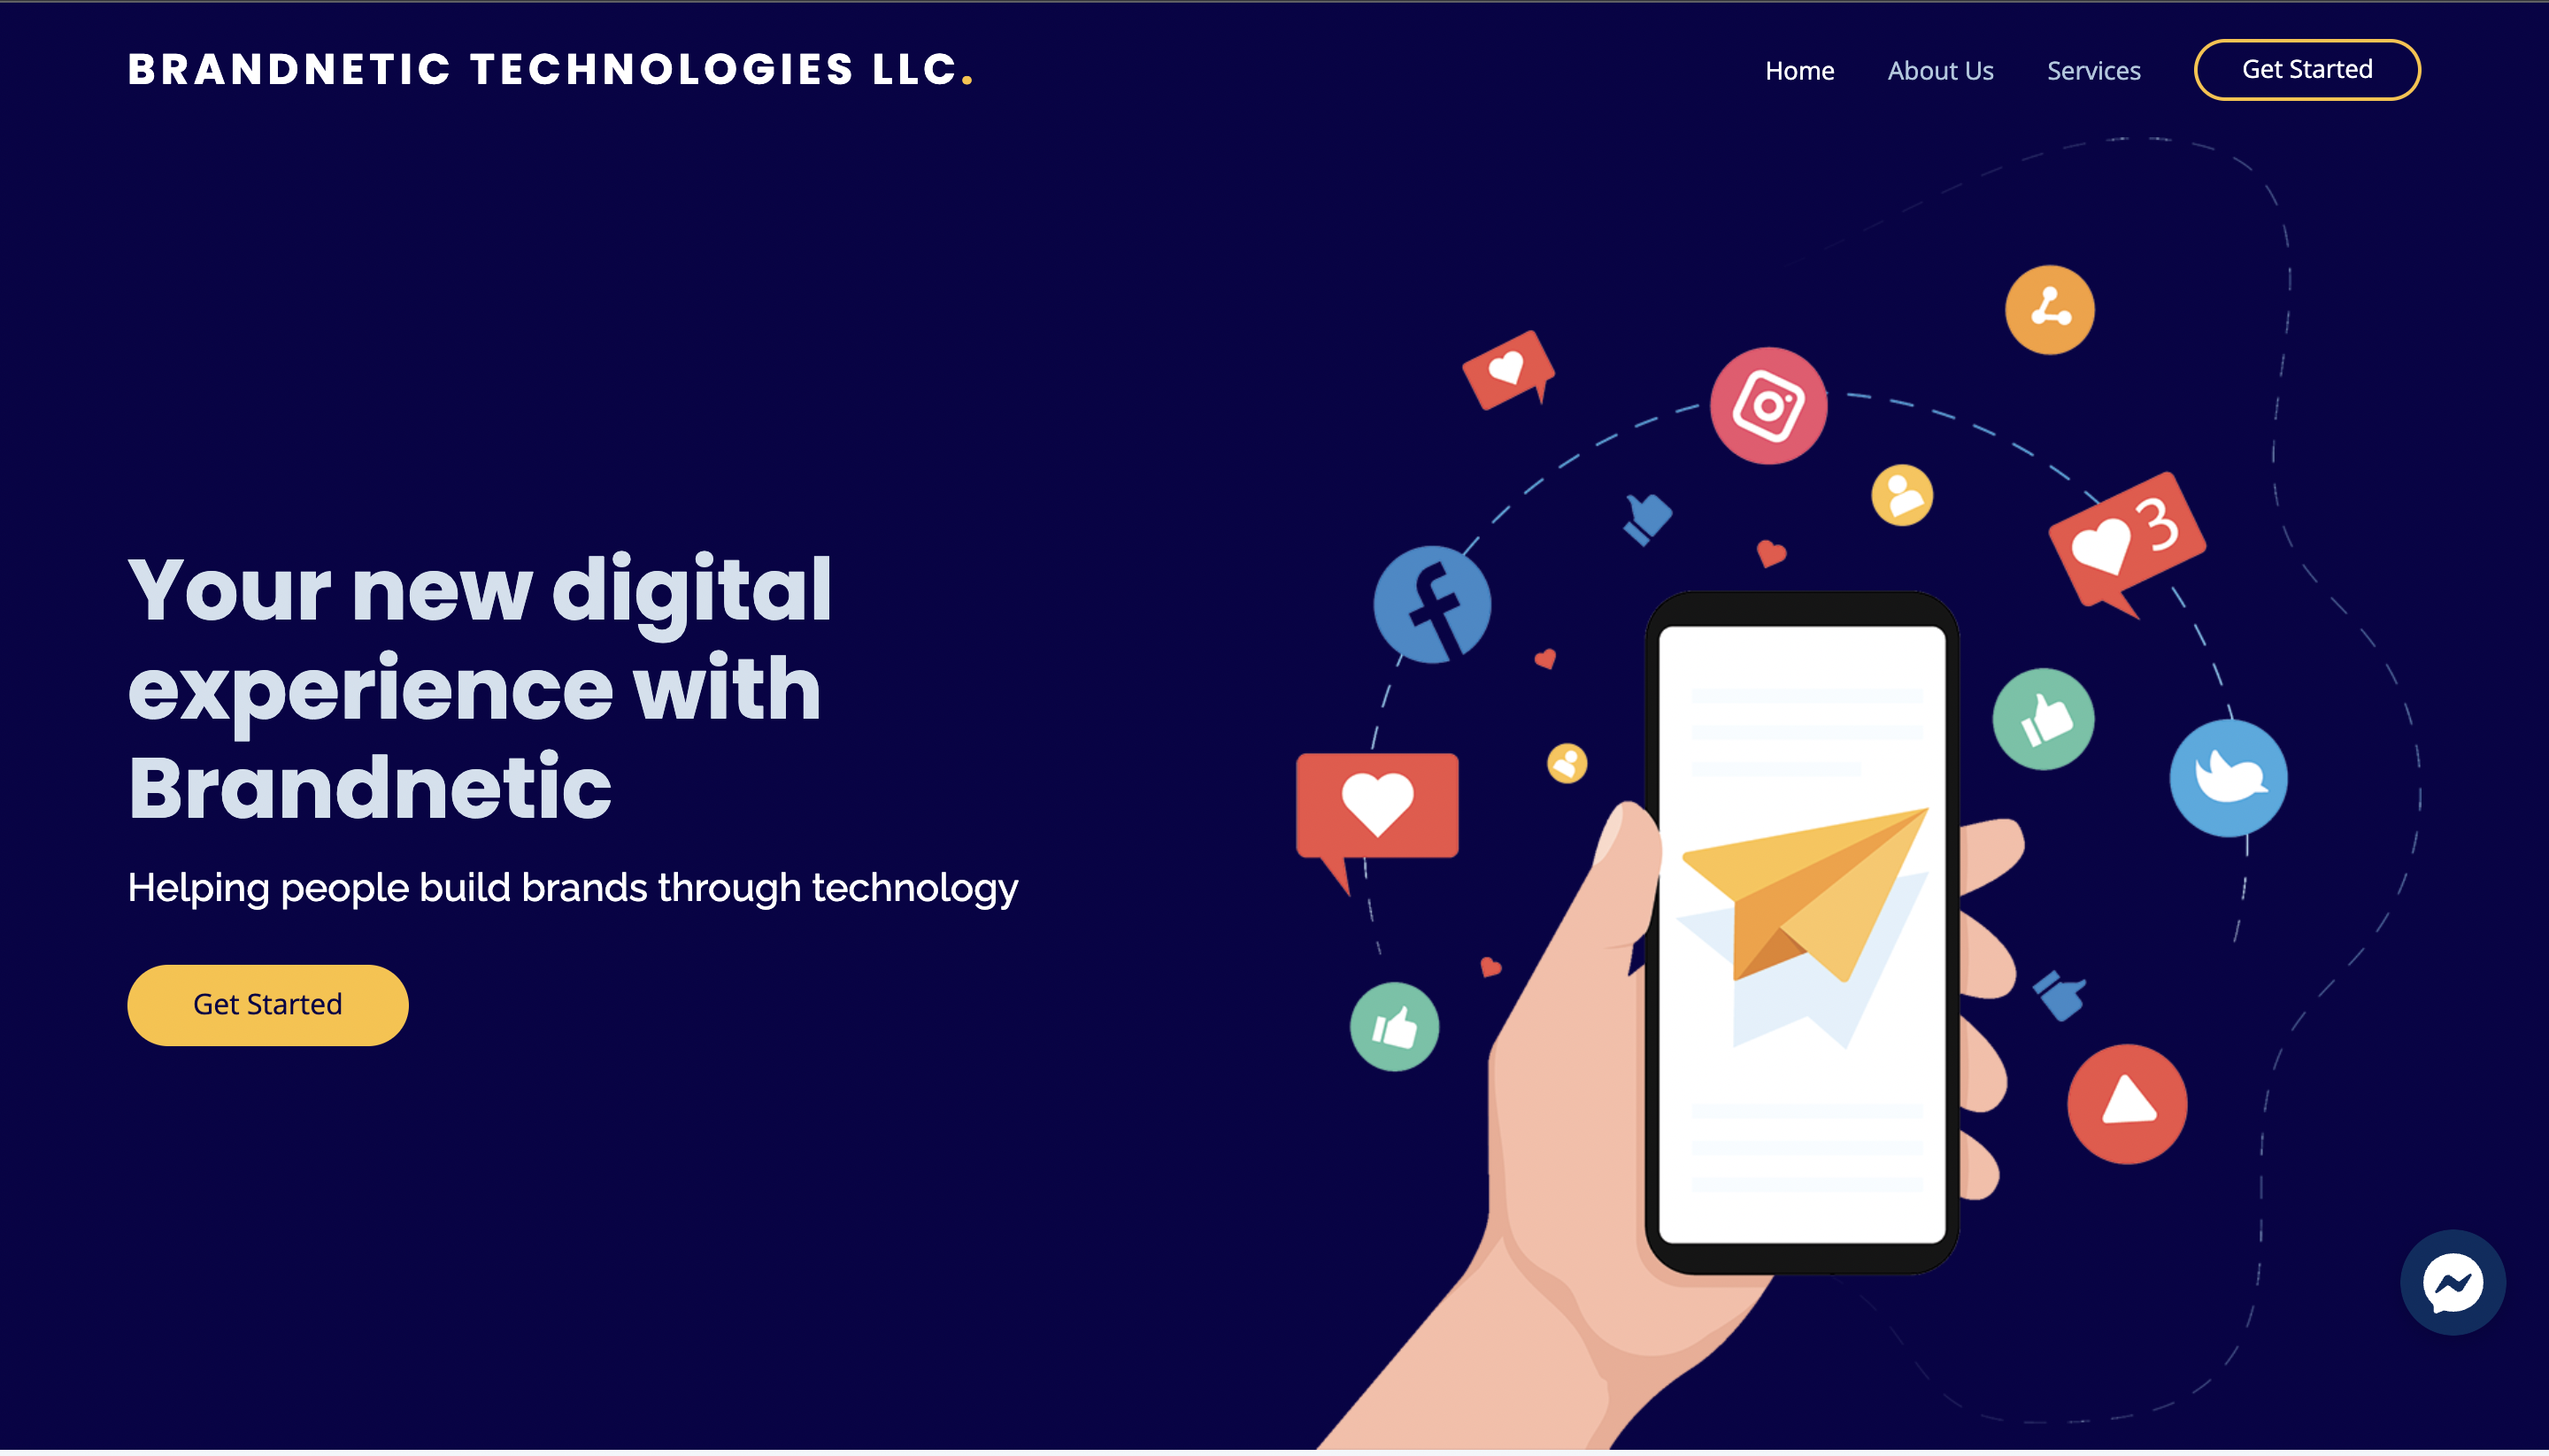 BRANDNETIC TECHNOLOGIES LLC.
Home
About Us
Services
Get Started
Your new digital
experience with
Brandnetic
Helping people build brands through technology
Get Started
3